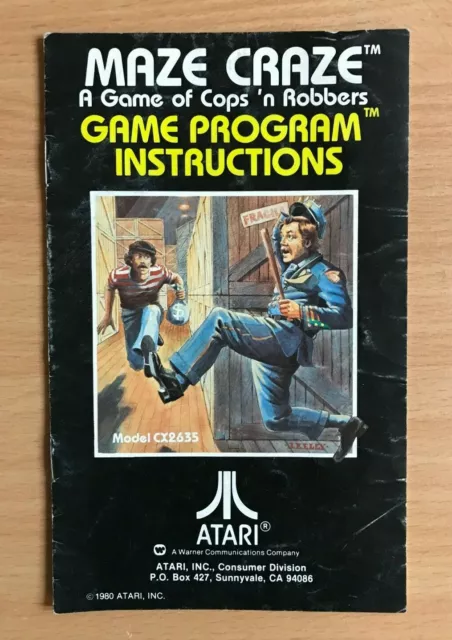 MAZE CRAZE™
A Game of Cops 'n Robbers
GAME PROGRAM™
INSTRUCTIONS
Model CX2635
ATARI®
A Warner Communications Company
ATARI, INC., Consumer Division
P.O. Box 427, Sunnyvale, CA 94086
©1980 ATARI, INC.